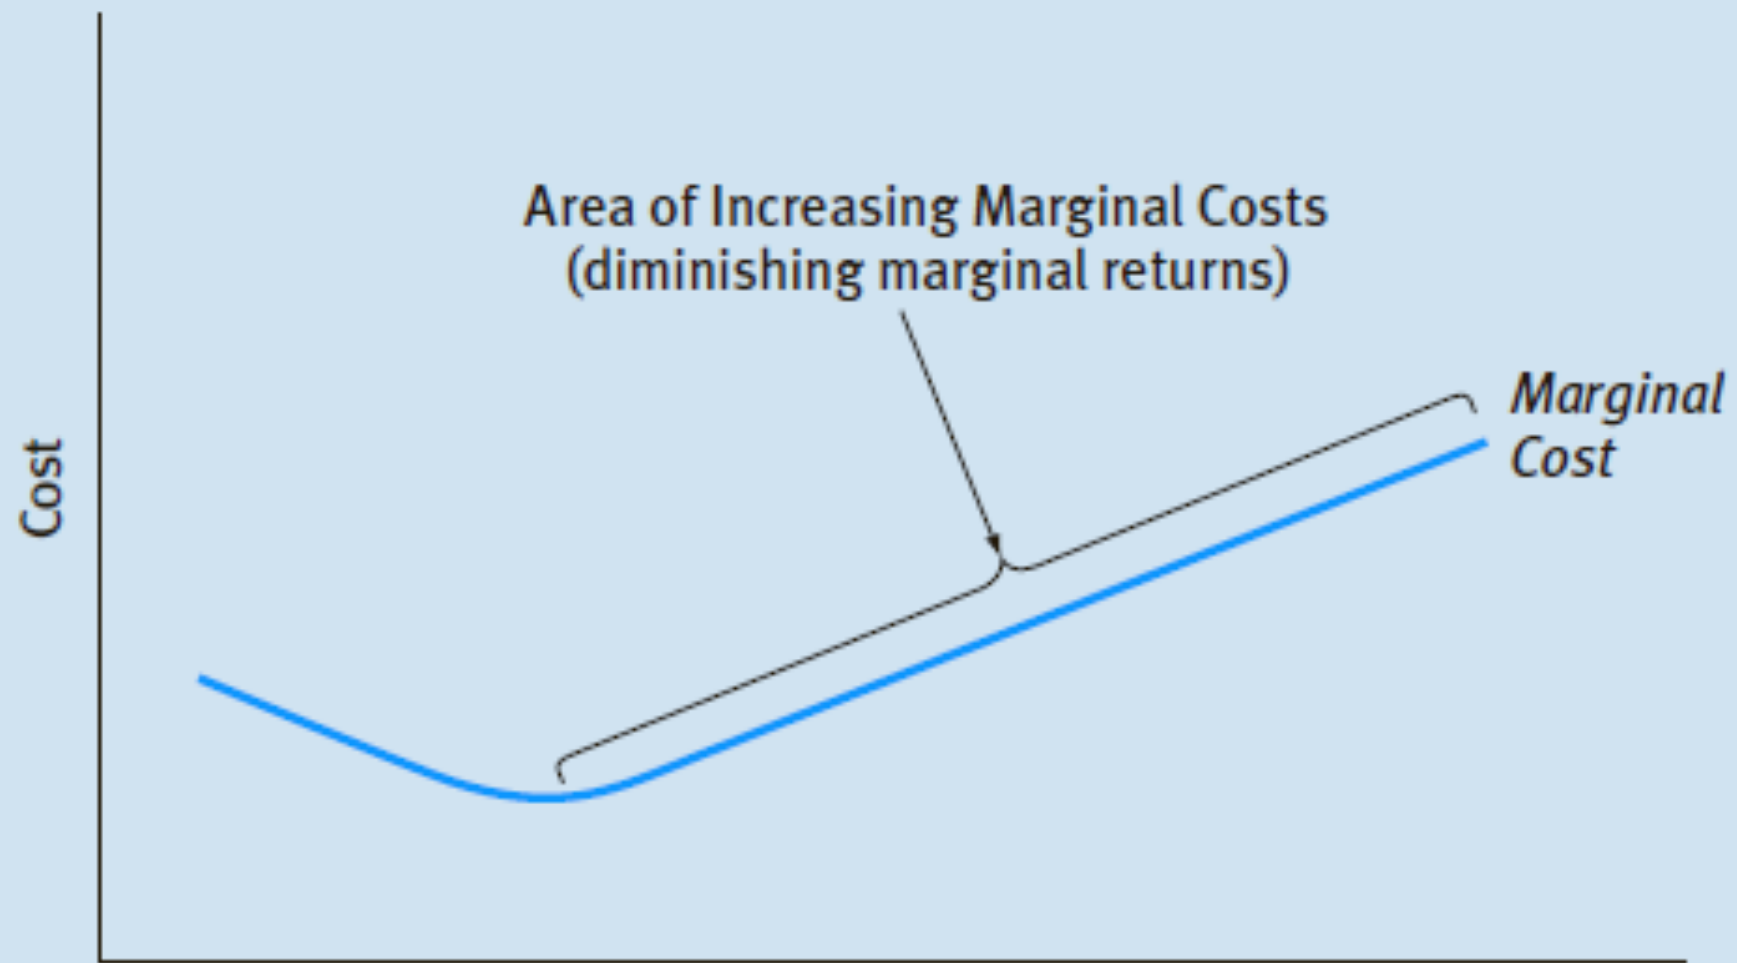 Area of Increasing Marginal Costs
(diminishing marginal returns)
Marginal
Cost
Cost